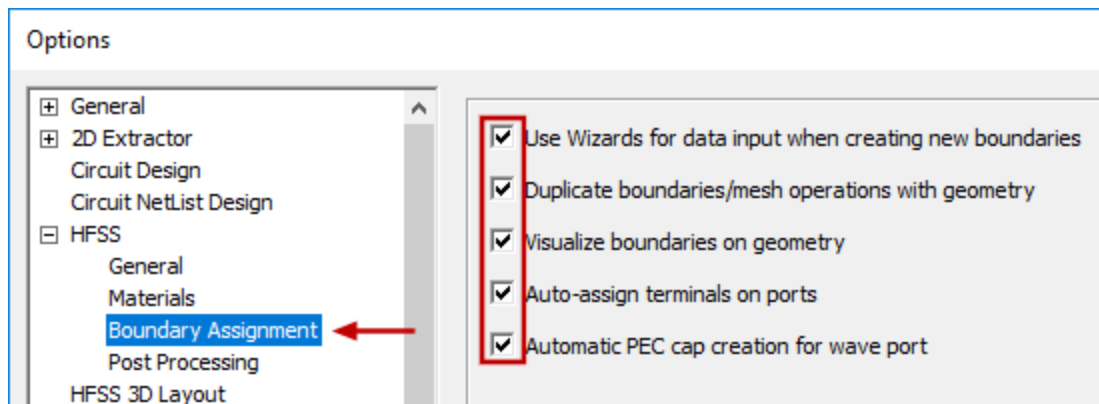 Options
General
2D Extractor
Circuit Design
Circuit NetList Design
HFSS
General
Materials
Boundary Assignment
Post Processing
HFSS 3D Layout
Use Wizards for data input when creating new boundaries
Duplicate boundaries/mesh operations with geometry
Visualize boundaries on geometry
Auto-assign terminals on ports
Automatic PEC cap creation for wave port